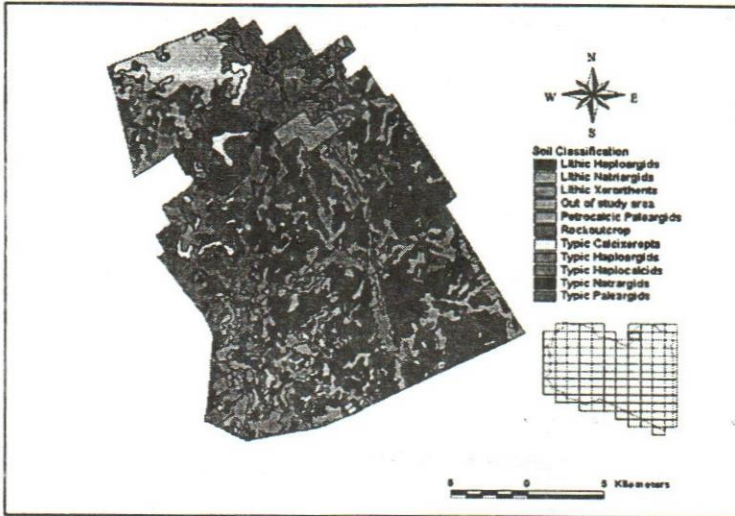 N
W E
S
Soil Classification
Lithic Haploargids
Lithic Natriargids
Lithic Xerorthents
Out of study area
Petrocalcic Paleargids
Rockoutcrop
Typic Calcixerepts
Typic Haploargids
Typic Haplocalcids
Typic Natrargids
Typic Paleargids
5 0 5 Kilometers